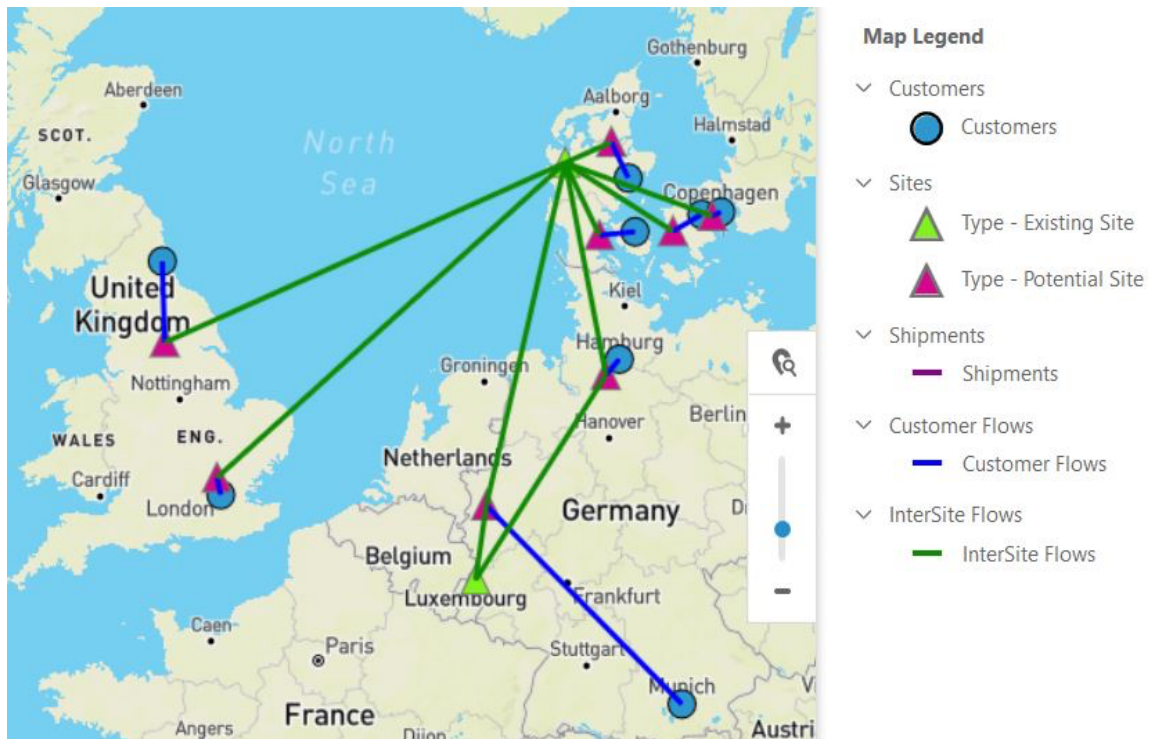 Gothenburg
Aberdeen
Aalborg
SCOT.
North
Sea
Halmstad
Glasgow
Copenhagen
United
Kingdom
Kiel
Hamburg
Groningen
Nottingham
Hanover
Berlin
WALES
ENG.
Netherlands
Cardiff
London
Germany
Belgium
Luxembourg
Frankfurt
Caen
Paris
Stuttgart
Munich
France
Angers
Dijon
Austri
Map Legend
Customers
Customers
Sites
Type - Existing Site
Type - Potential Site
Shipments
Shipments
Customer Flows
Customer Flows
InterSite Flows
InterSite Flows